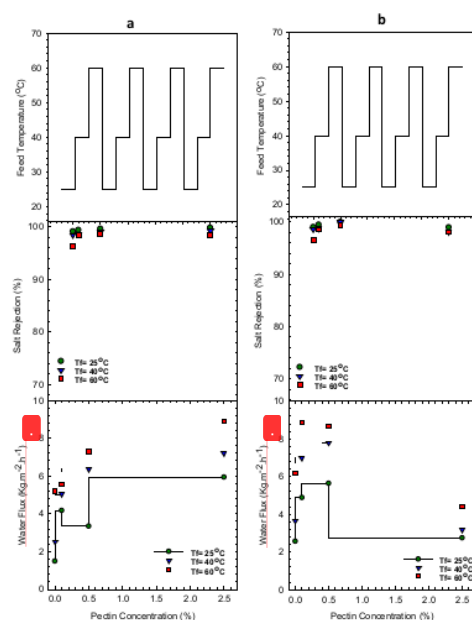 a
b
70
60
50
40
30
20
Feed Temperature (°C)
70
60
50
40
30
20
Feed Temperature (°C)
100
90
80
70
Salt Rejection (%)
Tf= 25°C
Tf= 40°C
Tf= 60°C
100
90
80
70
Salt Rejection (%)
Tf= 25°C
Tf= 40°C
Tf= 60°C
10
8
6
4
2
0
Water Flux (Kg.m-2.h-1)
Tf= 25°C
Tf= 40°C
Tf= 60°C
0.0 0.5 1.0 1.5 2.0 2.5
Pectin Concentration (%)
10
8
6
4
2
0
Water Flux (Kg.m-2.h-1)
Tf= 25°C
Tf= 40°C
Tf= 60°C
0.0 0.5 1.0 1.5 2.0 2.5
Pectin Concentration (%)